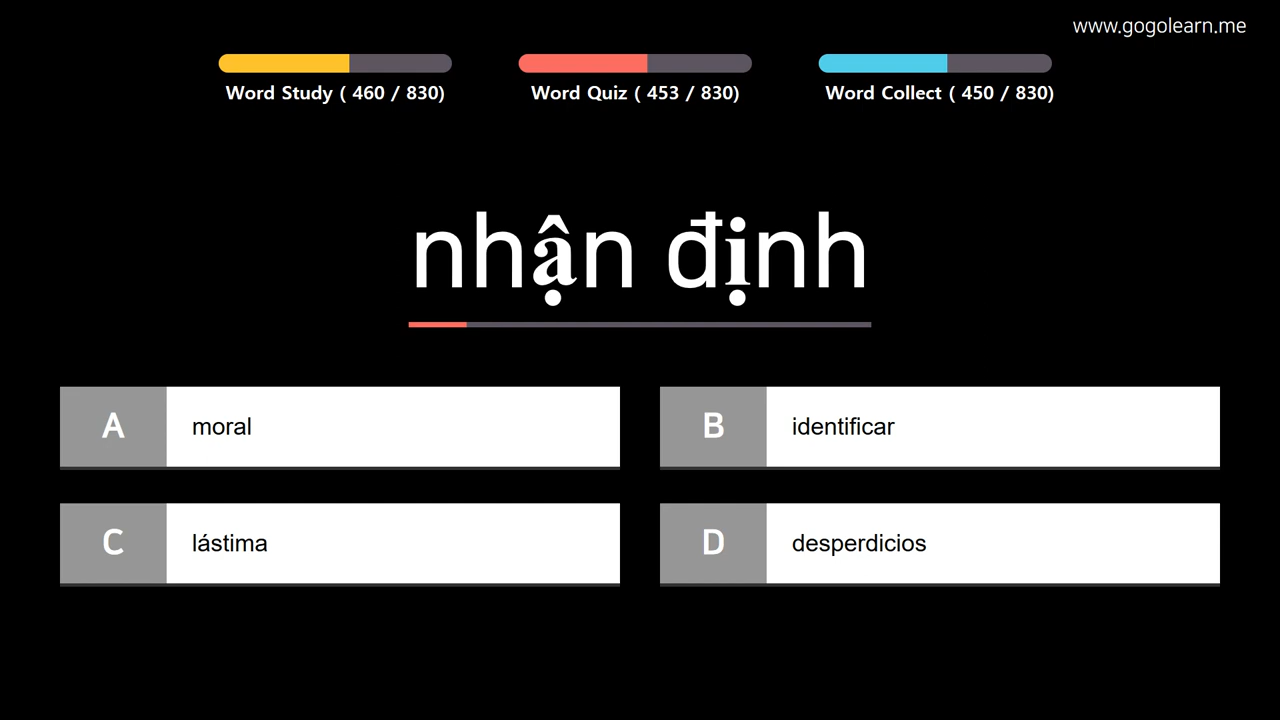 www.gogolearn.me
Word Study ( 460 / 830)
Word Quiz ( 453 / 830)
Word Collect ( 450 / 830)
nhận định
A moral
B identificar
C lástima
D desperdicios